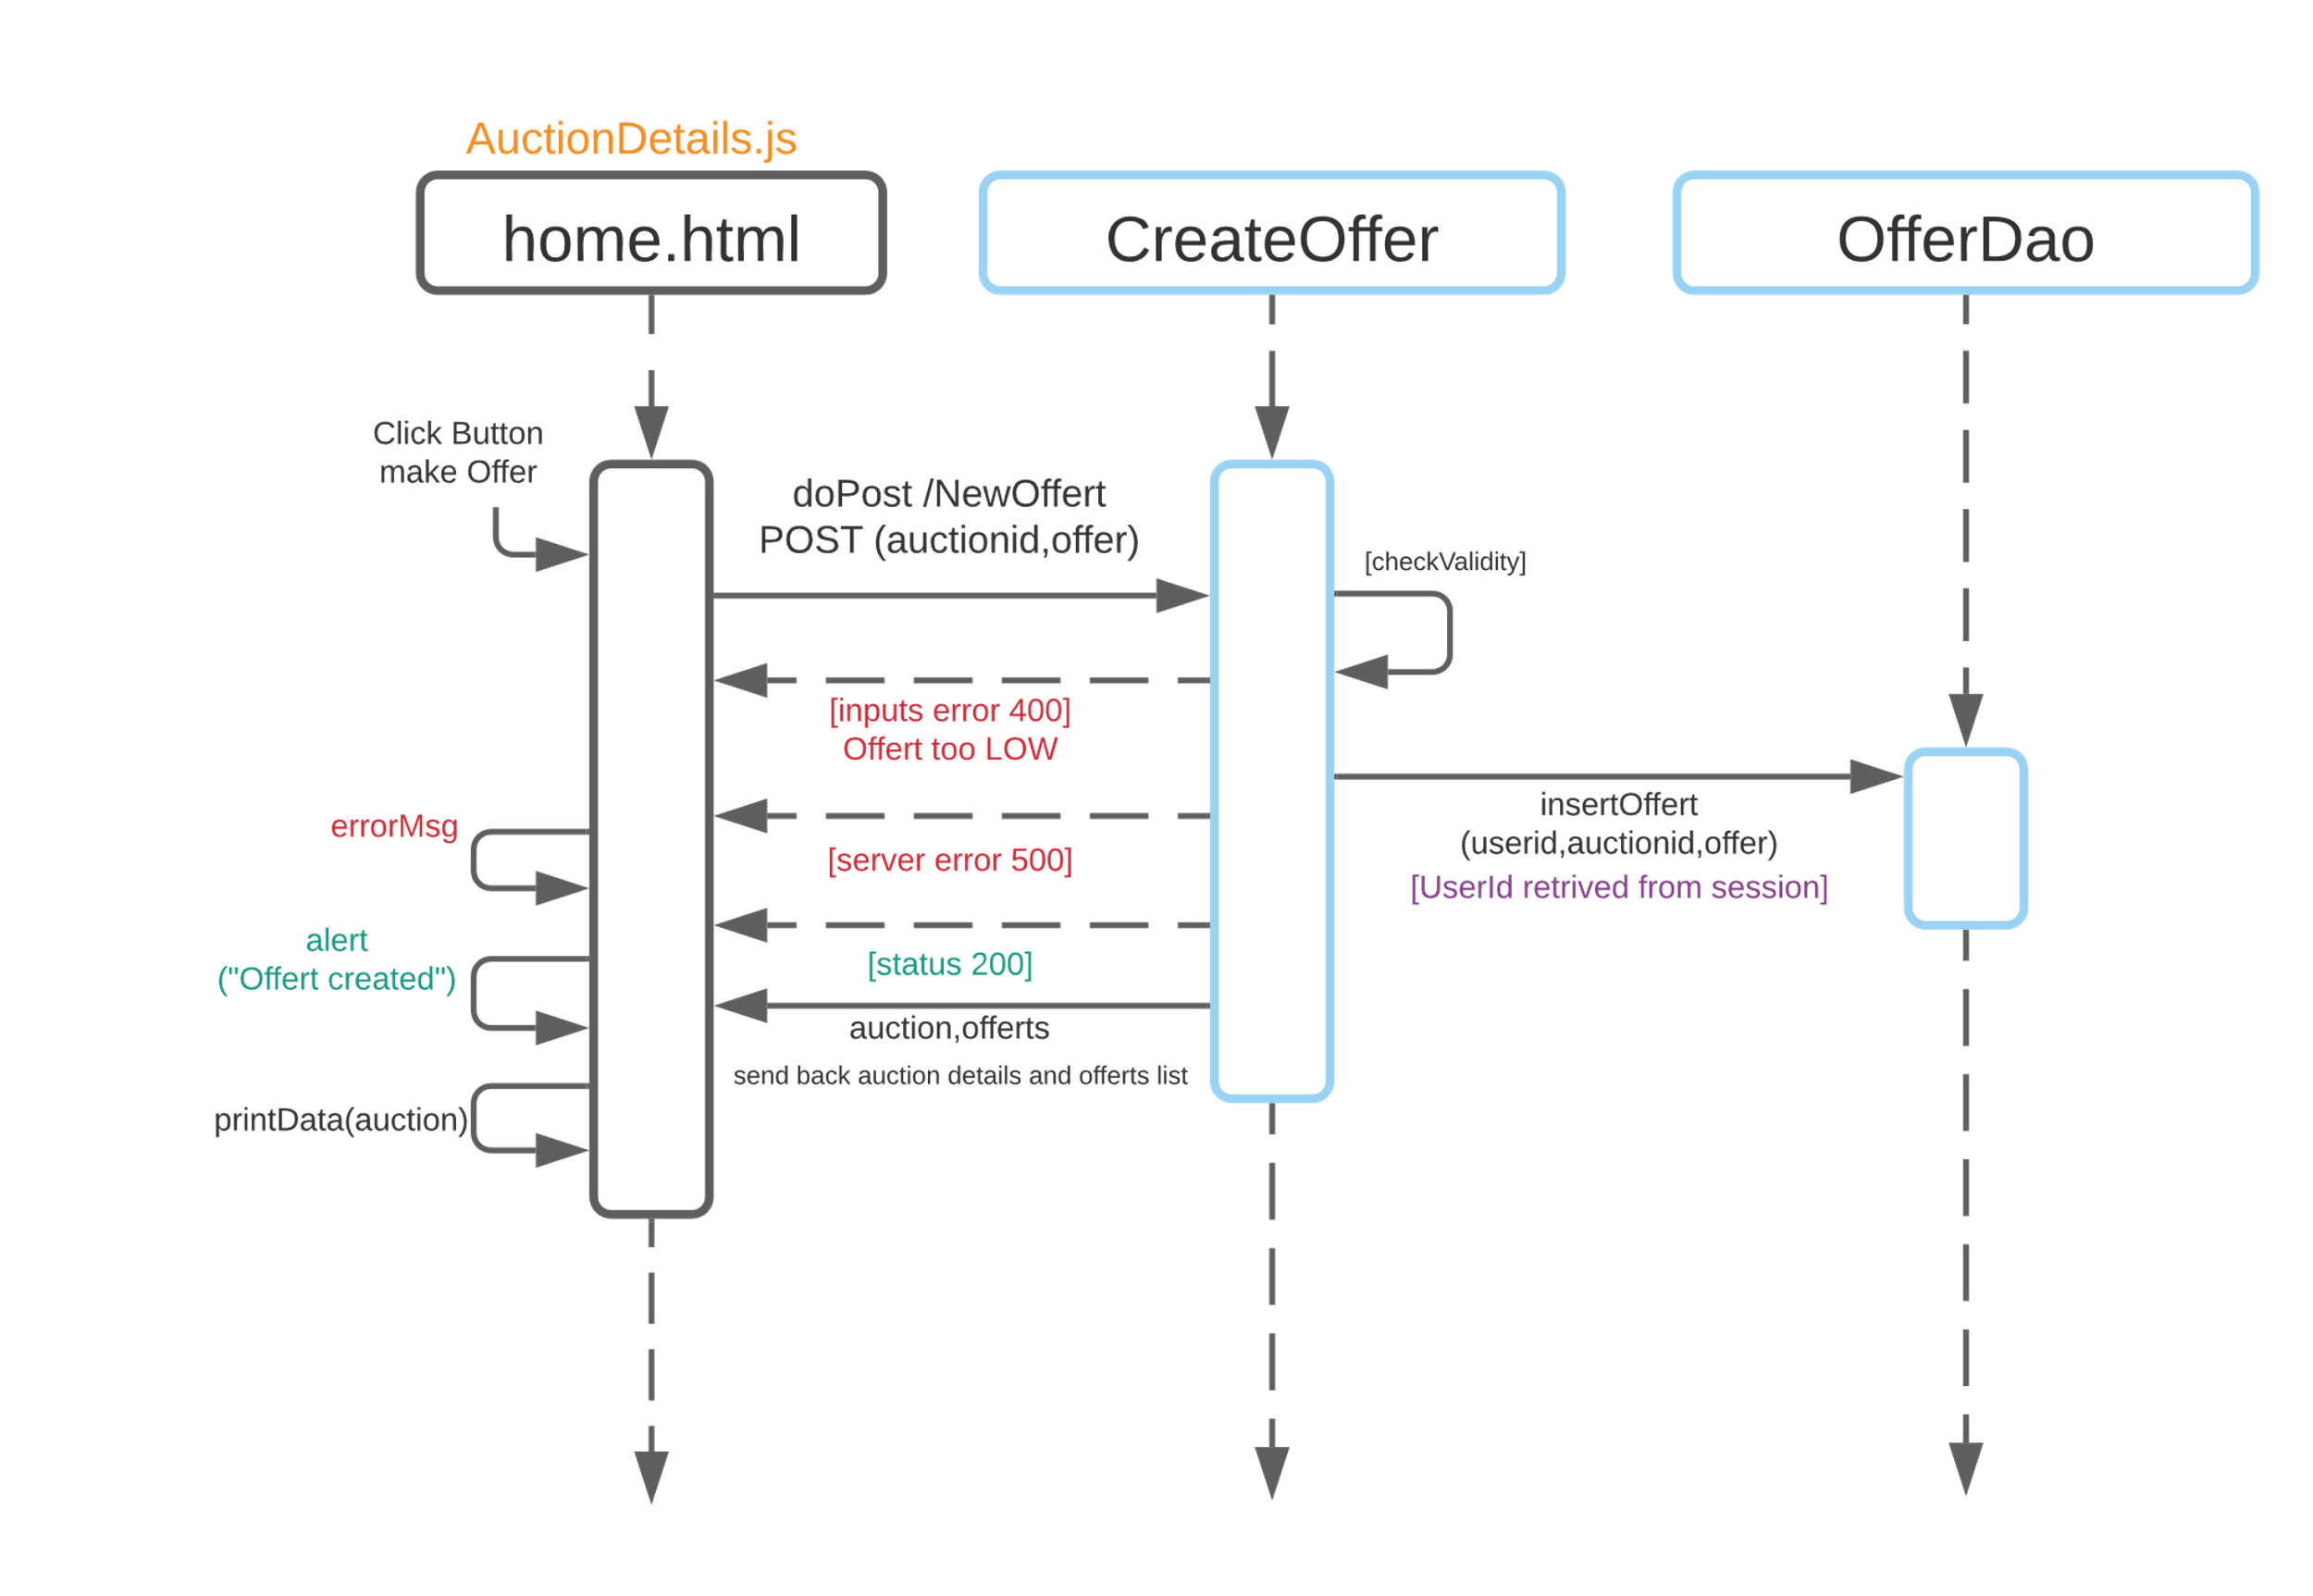 AuctionDetails.js
home.html
CreateOffer
OfferDao
Click Button
make Offer
doPost /NewOffert
POST (auctionid,offer)
[checkValidity]
[inputs error 400]
Offert too LOW
insertOffert
(userid,auctionid,offer)
[UserId retrived from session]
errorMsg
[server error 500]
alert
("Offert created")
[status 200]
auction,offerts
send back auction details and offerts list
printData(auction)